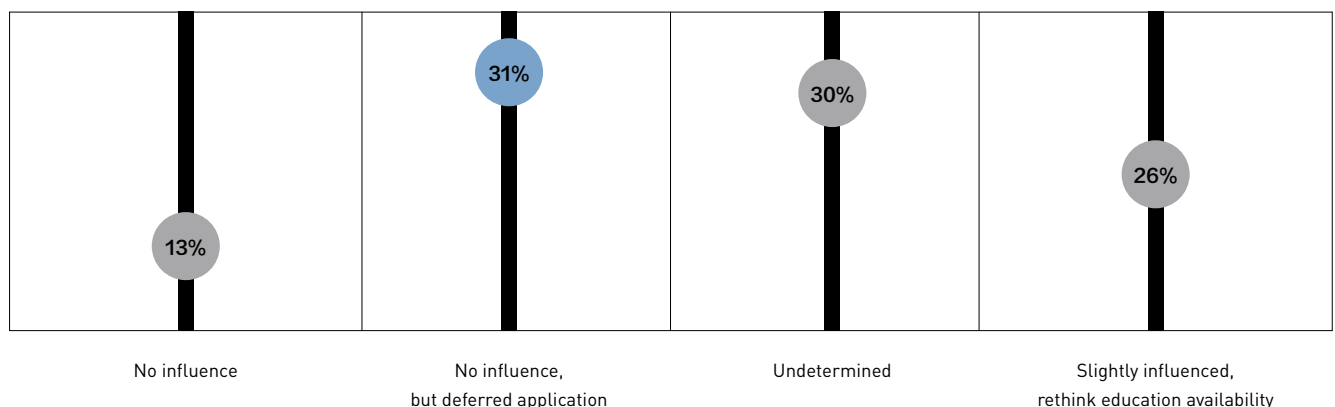 31%
30%
26%
13%
No influence
No influence,
but deferred application
Undetermined
Slightly influenced,
rethink education availability